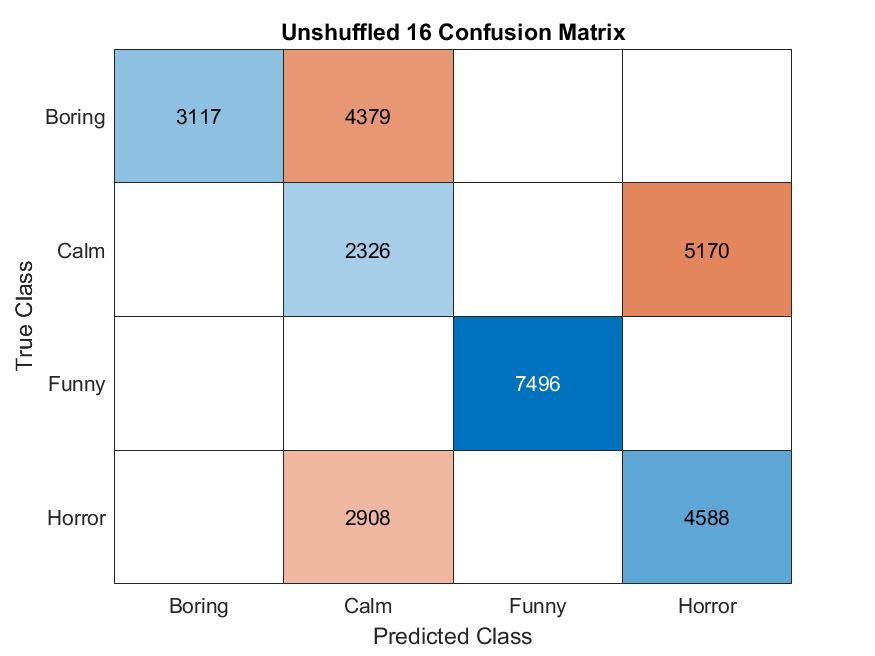 Unshuffled 16 Confusion Matrix
Boring 3117 4379
Calm 2326 5170
Funny 7496
Horror 2908 4588
True Class
Boring Calm Funny Horror
Predicted Class